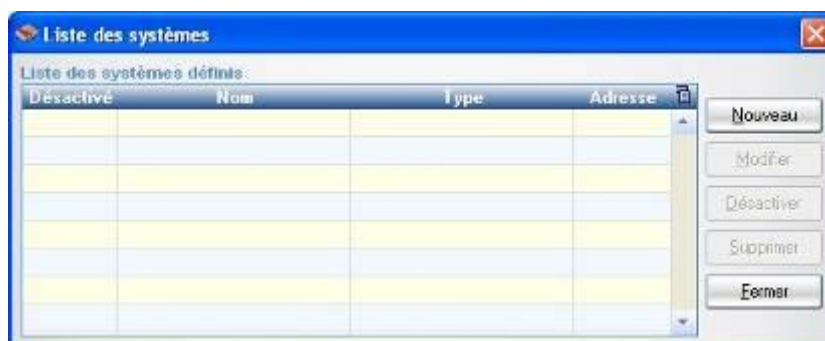 Liste des systèmes
Liste des systèmes définis
Désactivé Nom Type Adresse
Nouveau
Modifier
Désactiver
Supprimer
Fermer